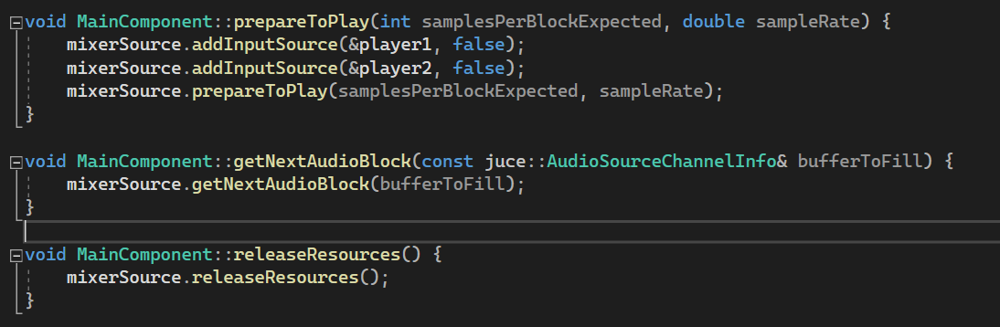 void MainComponent::prepareToPlay(int samplesPerBlockExpected, double sampleRate) {
    mixerSource.addInputSource(&player1, false);
    mixerSource.addInputSource(&player2, false);
    mixerSource.prepareToPlay(samplesPerBlockExpected, sampleRate);
}

void MainComponent::getNextAudioBlock(const juce::AudioSourceChannelInfo& bufferToFill) {
    mixerSource.getNextAudioBlock(bufferToFill);
}

void MainComponent::releaseResources() {
    mixerSource.releaseResources();
}